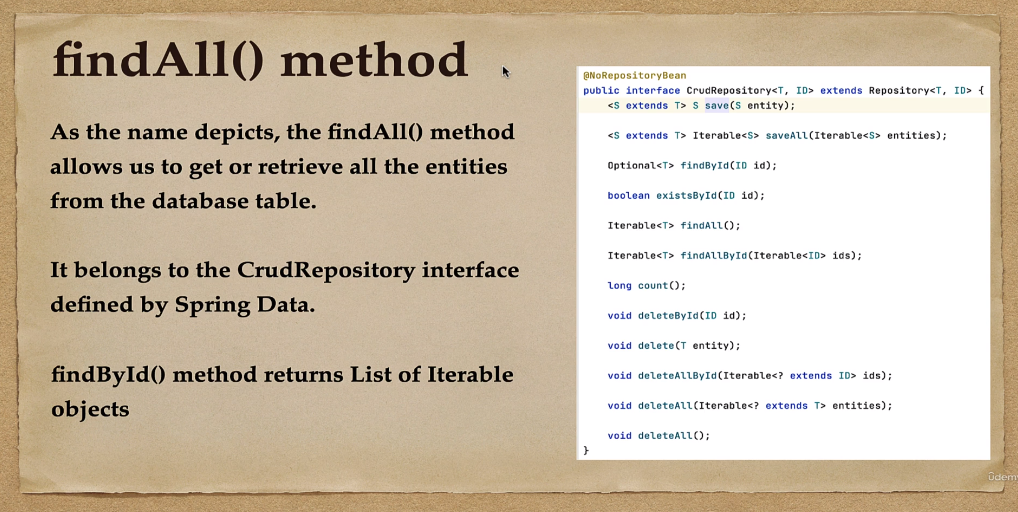 findAll() method
As the name depicts, the findAll() method
allows us to get or retrieve all the entities
from the database table.
It belongs to the CrudRepository interface
defined by Spring Data.
findById() method returns List of Iterable
objects
@NoRepositoryBean
public interface CrudRepository<T, ID> extends Repository<T, ID> {
<S extends T> S save(S entity);
<S extends T> Iterable<S> saveAll(Iterable<S> entities);
Optional<T> findById(ID id);
boolean existsById(ID id);
Iterable<T> findAll();
Iterable<T> findAllById(Iterable<ID> ids);
long count();
void deleteById(ID id);
void delete(T entity);
void deleteAllById(Iterable<? extends ID> ids);
void deleteAll(Iterable<? extends T> entities);
void deleteAll();
}